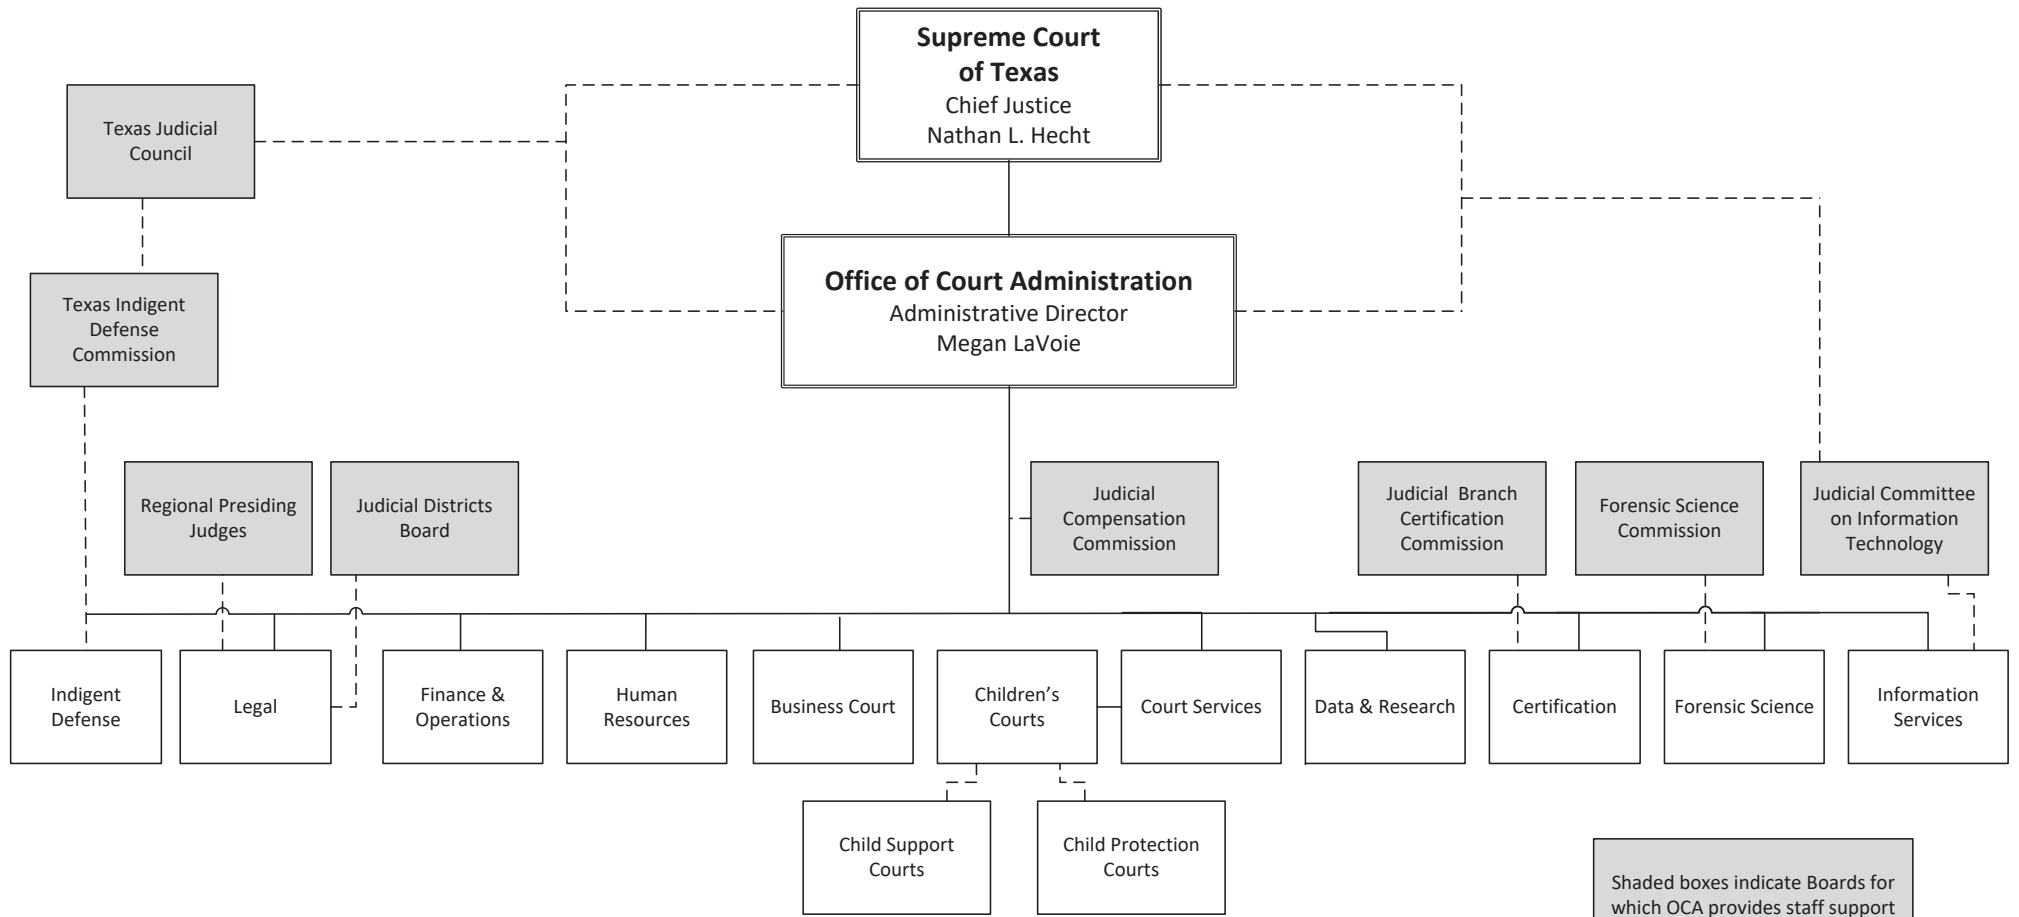 Supreme Court
of Texas
Chief Justice
Nathan L. Hecht
Texas Judicial
Council
Office of Court Administration
Administrative Director
Megan LaVoie
Texas Indigent
Defense
Commission
Regional Presiding
Judges
Judicial Districts
Board
Judicial
Compensation
Commission
Judicial Branch
Certification
Commission
Forensic Science
Commission
Judicial Committee
on Information
Technology
Indigent
Defense
Legal
Finance &
Operations
Human
Resources
Business Court
Children's
Courts
Court Services
Data & Research
Certification
Forensic Science
Information
Services
Child Support
Courts
Child Protection
Courts
Shaded boxes indicate Boards for
which OCA provides staff support